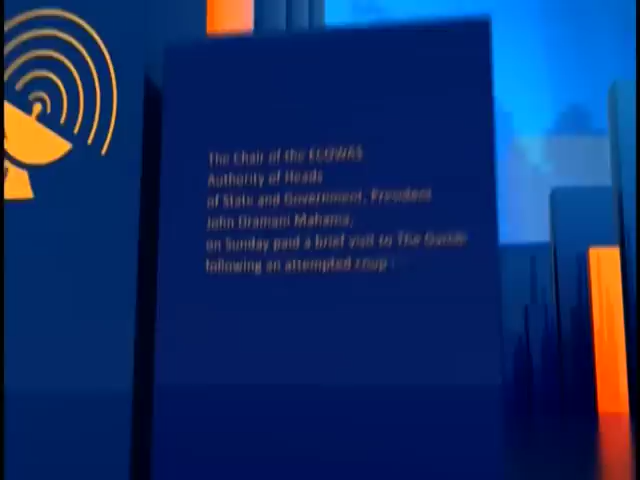 The Chair of the ECOWAS
Authority of Heads
of State and Government, President
John Dramani Mahama,
on Sunday paid a brief visit to The Gambia
following an attempted coup